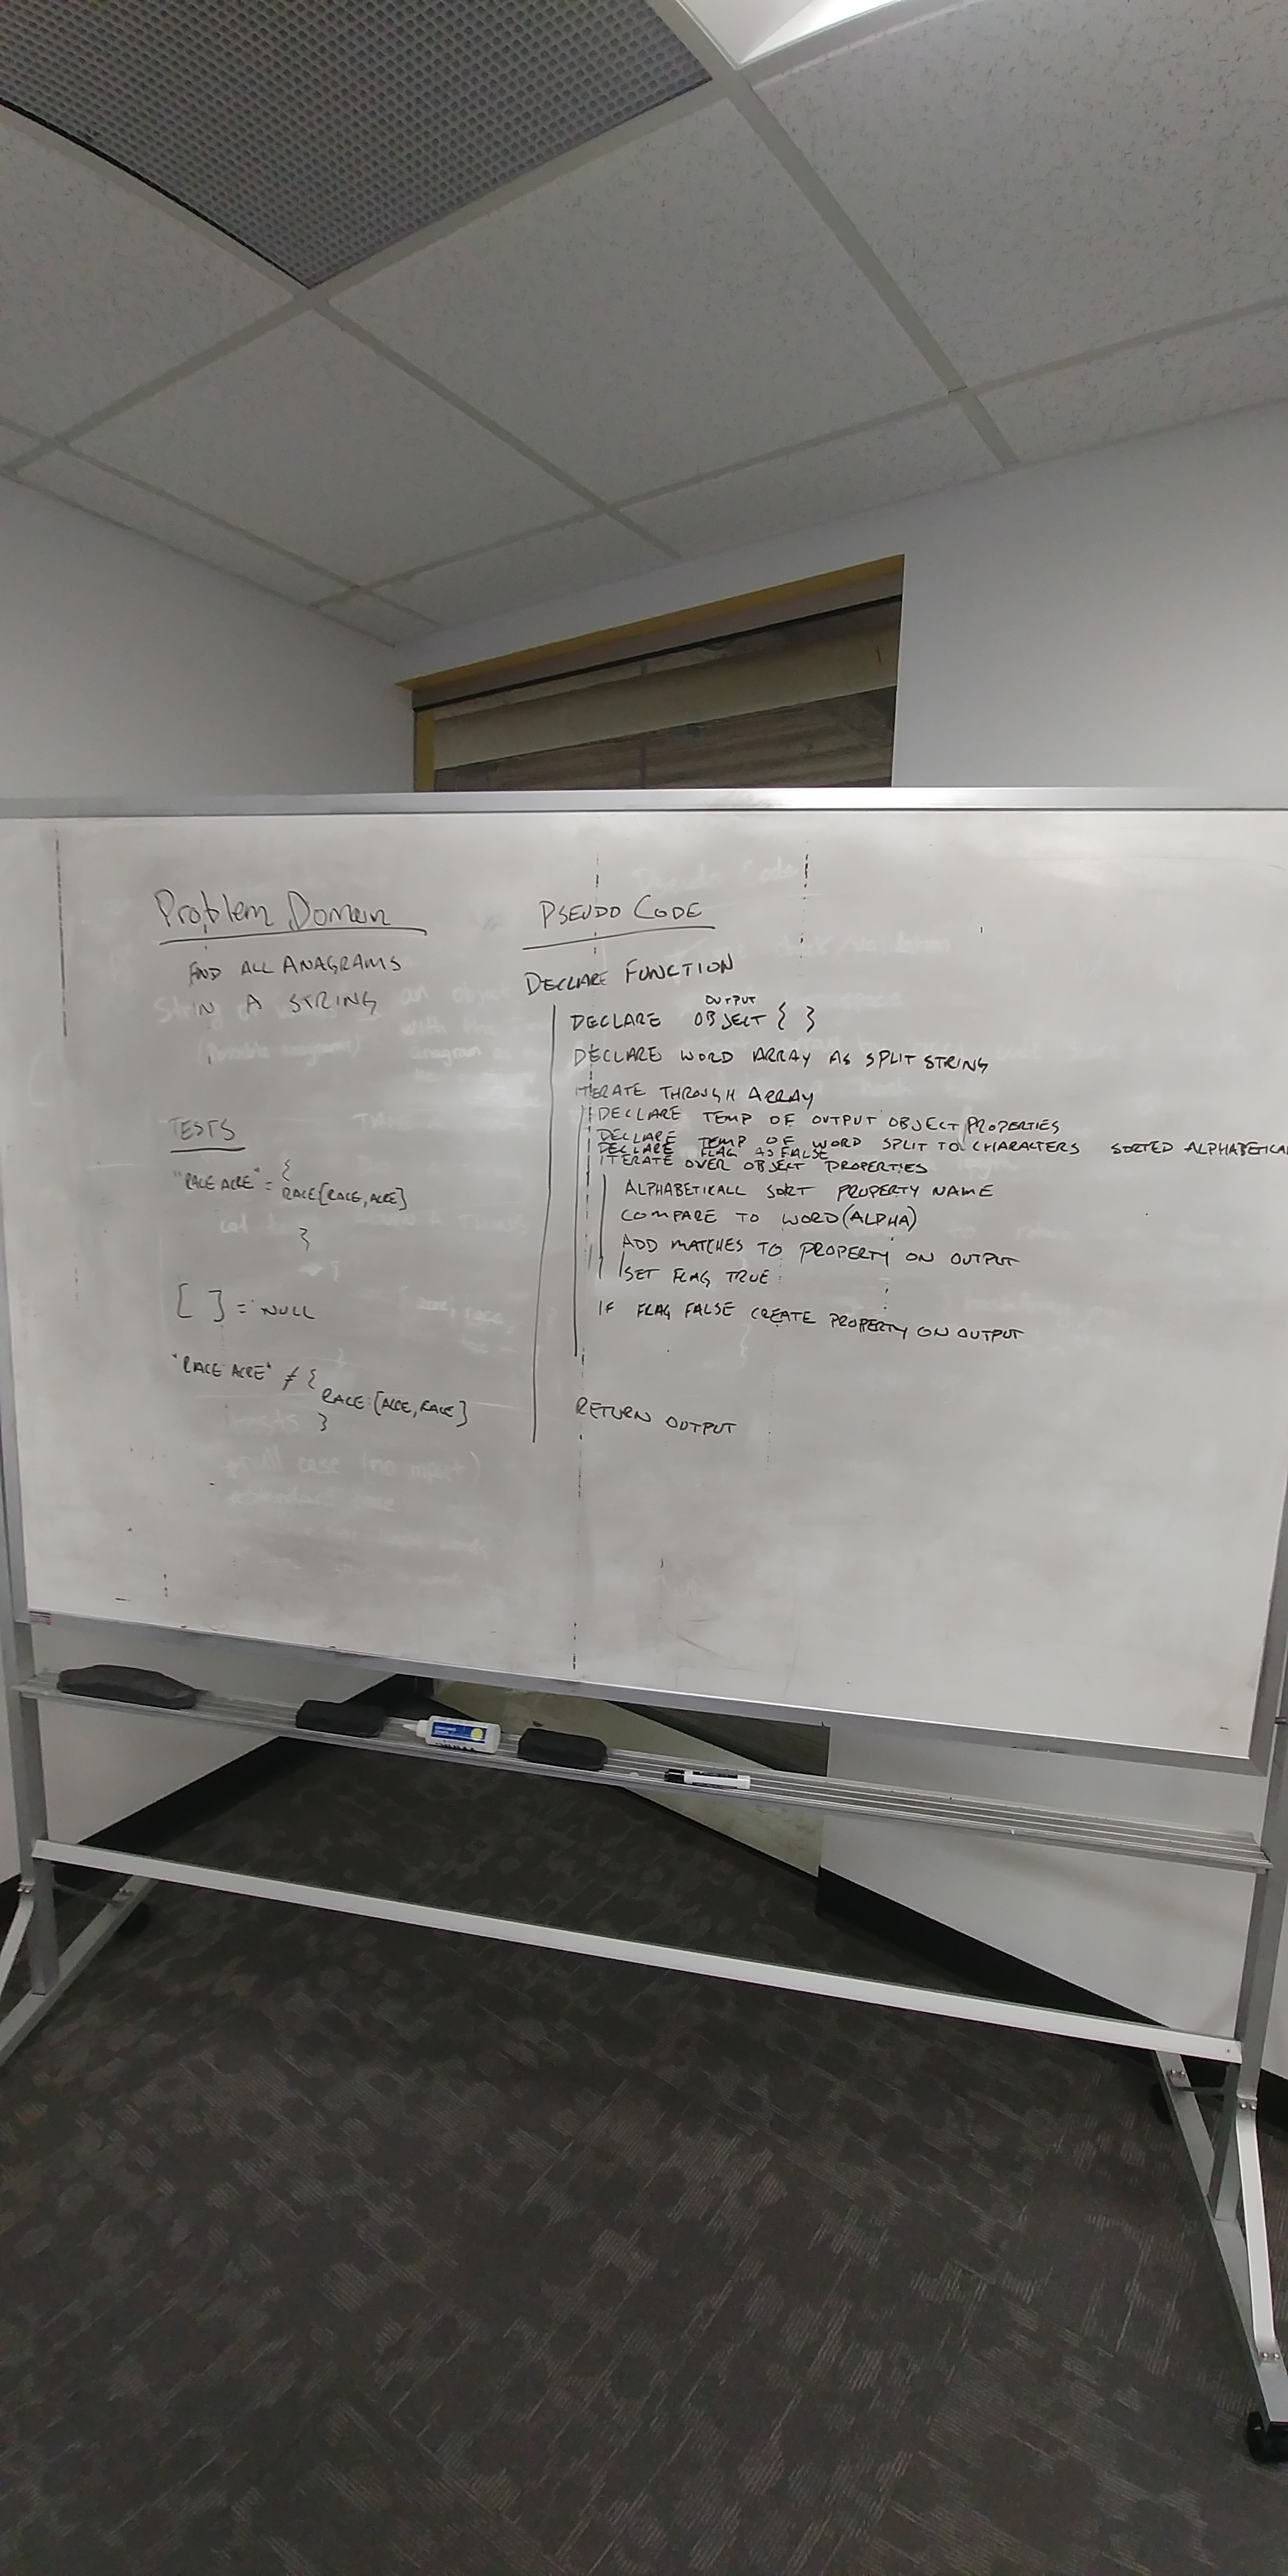 Problem Domain
FIND ALL ANAGRAMS
IN A STRING
TESTS
"RACE ACRE" = {
RACE[RACE, ACRE]
}
[ ] = NULL
"RACE ACRE" ≠ {
RACE:[ACRE, RACE]
}
PSEUDO CODE
DECLARE FUNCTION
OUTPUT
DECLARE OBJECT { }
DECLARE WORD ARRAY AS SPLIT STRING
ITERATE THROUGH ARRAY
DECLARE TEMP OF OUTPUT OBJECT PROPERTIES
DECLARE TEMP OF WORD SPLIT TO CHARACTERS SORTED ALPHABETICA
DECLARE FLAG AS FALSE
ITERATE OVER OBJECT PROPERTIES
ALPHABETICALL SORT PROPERTY NAME
COMPARE TO WORD(ALPHA)
ADD MATCHES TO PROPERTY ON OUTPUT
SET FLAG TRUE
IF FLAG FALSE CREATE PROPERTY ON OUTPUT
RETURN OUTPUT